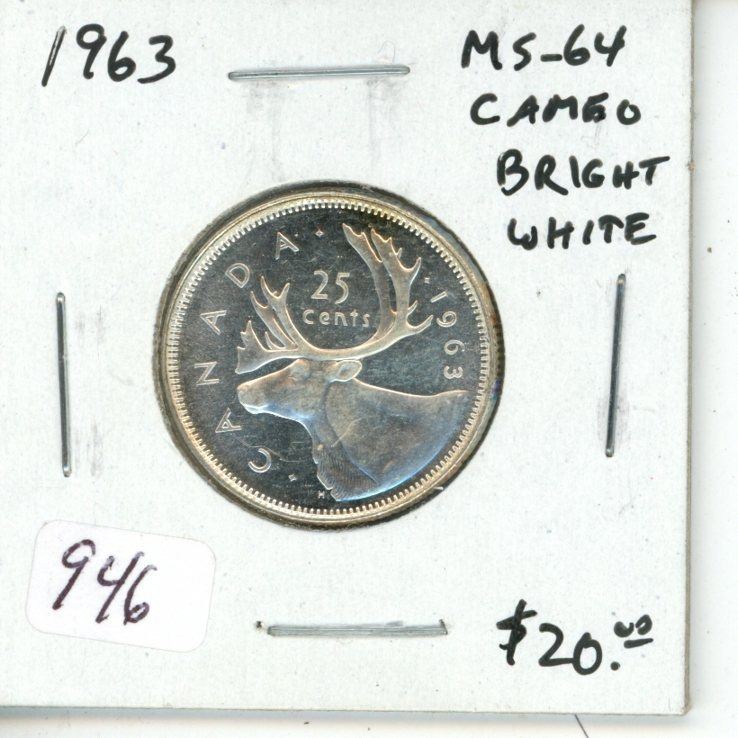 1963
MS-64
CAMEO
BRIGHT
WHITE
CANADA
25
cents
1963
H
946
$20.00